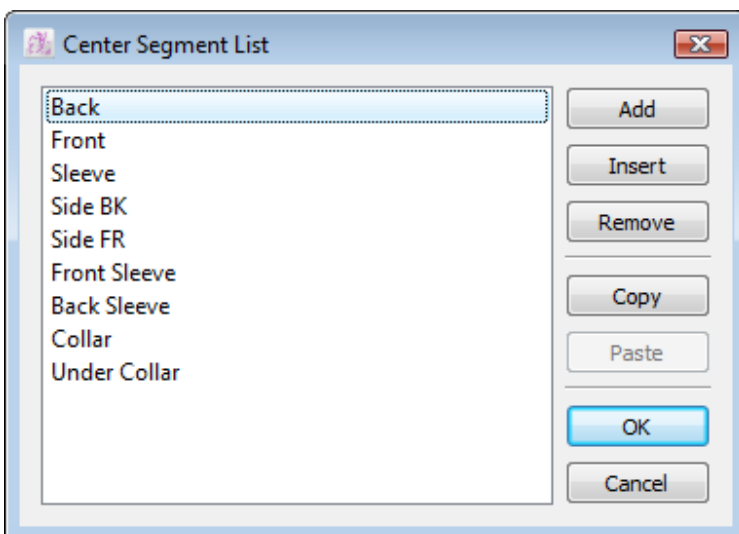 Center Segment List
Back
Front
Sleeve
Side BK
Side FR
Front Sleeve
Back Sleeve
Collar
Under Collar
Add
Insert
Remove
Copy
Paste
OK
Cancel